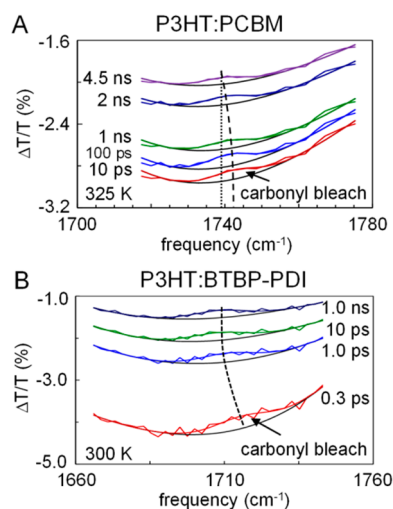 P3HT:PCBM
A
-1.6
4.5 ns
2 ns
-2.4
ΔT/T (%)
1 ns
100 ps
10 ps
carbonyl bleach
325 K
-3.2
1700 1740 1780
frequency (cm⁻¹)
P3HT:BTBP-PDI
B
-1.0
1.0 ns
10 ps
1.0 ps
-3.0
ΔT/T (%)
0.3 ps
carbonyl bleach
300 K
-5.0
1660 1710 1760
frequency (cm⁻¹)